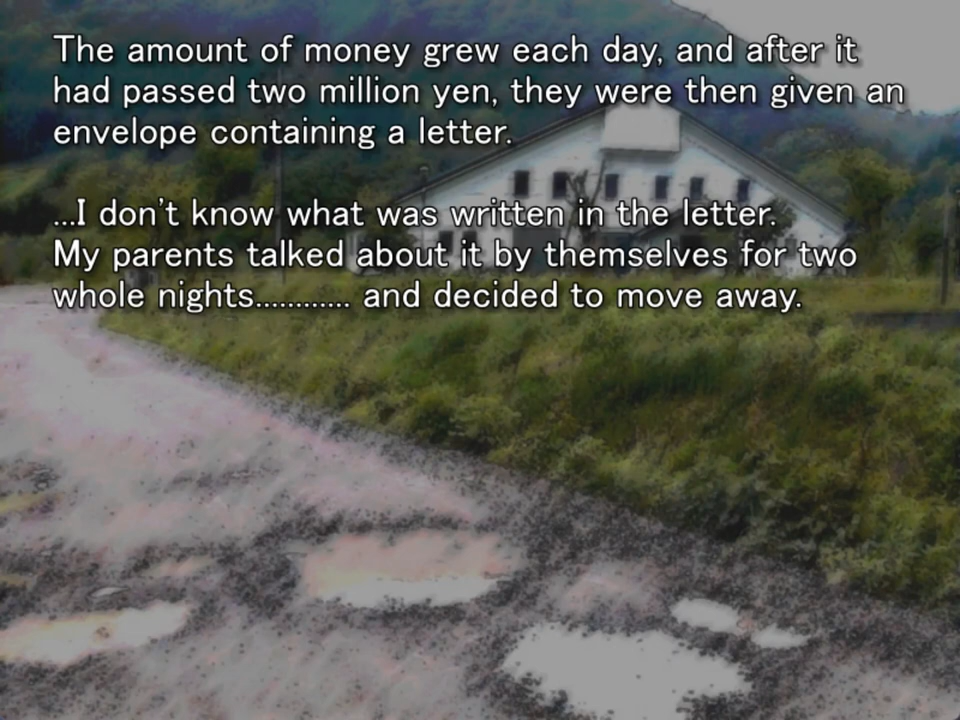 The amount of money grew each day, and after it
had passed two million yen, they were then given an
envelope containing a letter.
...I don't know what was written in the letter.
My parents talked about it by themselves for two
whole nights............ and decided to move away.